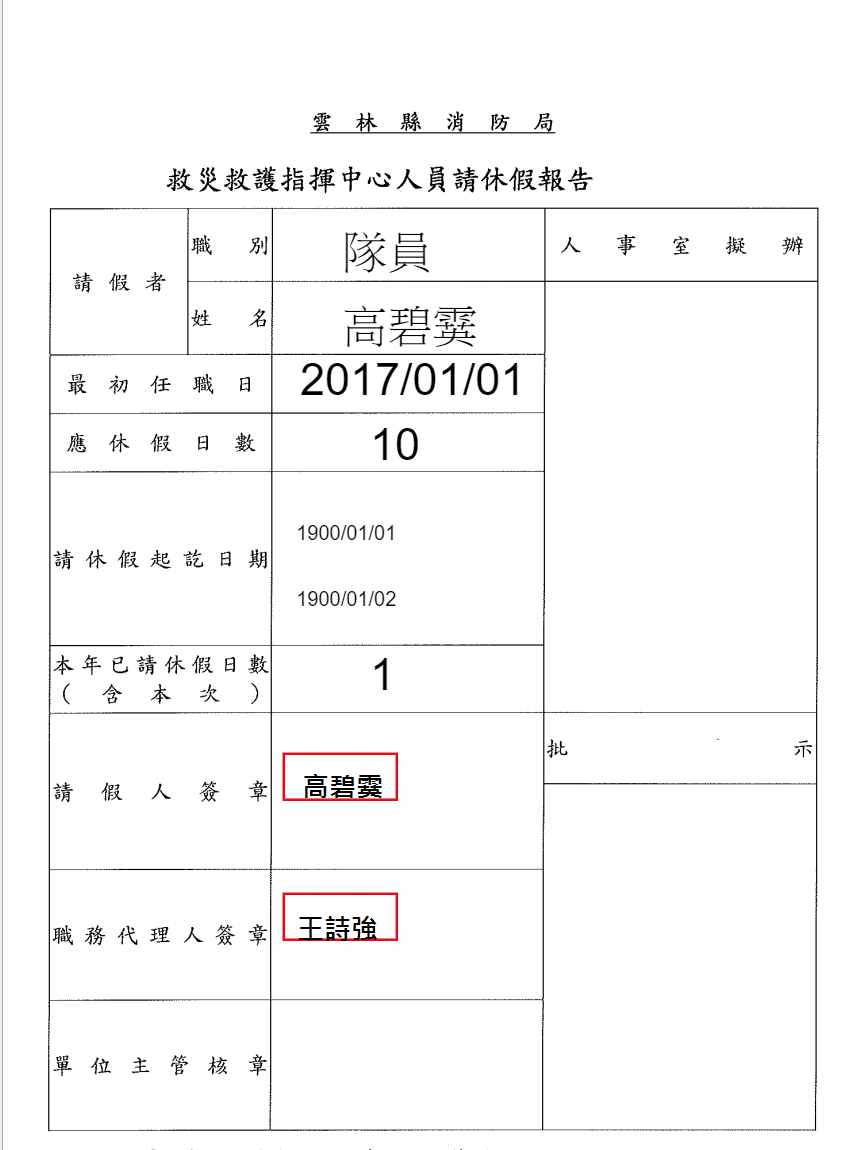 雲林縣消防局
救災救護指揮中心人員請休假報告
請假者
職別
隊員
人事室擬辦
姓名
高碧霙
最初任職日
2017/01/01
應休假日數
10
請休假起訖日期
1900/01/01
1900/01/02
本年已請休假日數
(含本次)
1
請假人簽章
高碧霙
批示
職務代理人簽章
王詩強
單位主管核章